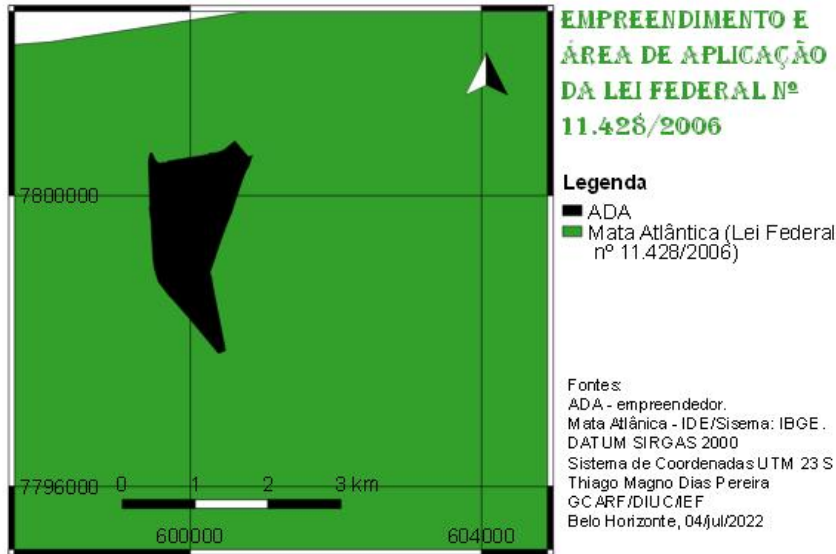 EMPREENDIMENTO E
ÁREA DE APLICAÇÃO
DA LEI FEDERAL Nº
11.428/2006
Legenda
ADA
Mata Atlântica (Lei Federal
nº 11.428/2006)
7800000
7796000
0 1 2 3 km
600000
604000
Fontes:
ADA - empreendedor.
Mata Atlânica - IDE/Sisema: IBGE.
DATUM SIRGAS 2000
Sistema de Coordenadas UTM 23 S
Thiago Magno Dias Pereira
GCARF/DIUC/IEF
Belo Horizonte, 04/jul/2022